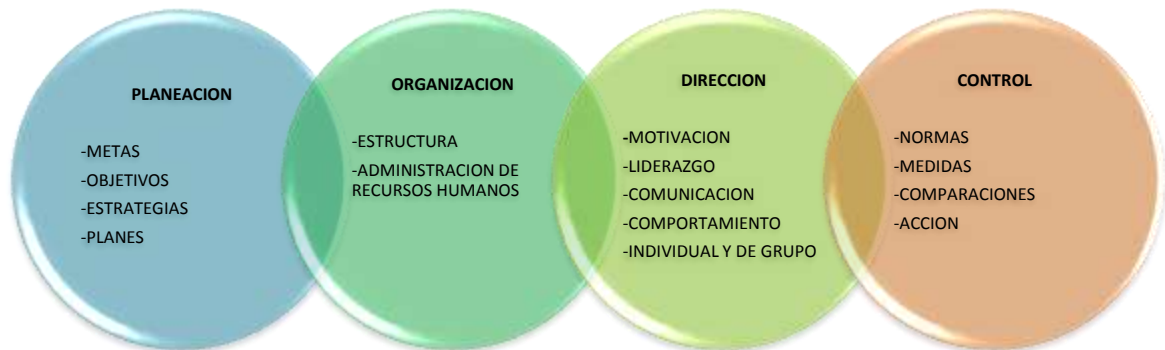 PLANEACION
-METAS
-OBJETIVOS
-ESTRATEGIAS
-PLANES
ORGANIZACION
-ESTRUCTURA
-ADMINISTRACION DE
RECURSOS HUMANOS
DIRECCION
-MOTIVACION
-LIDERAZGO
-COMUNICACION
-COMPORTAMIENTO
-INDIVIDUAL Y DE GRUPO
CONTROL
-NORMAS
-MEDIDAS
-COMPARACIONES
-ACCION